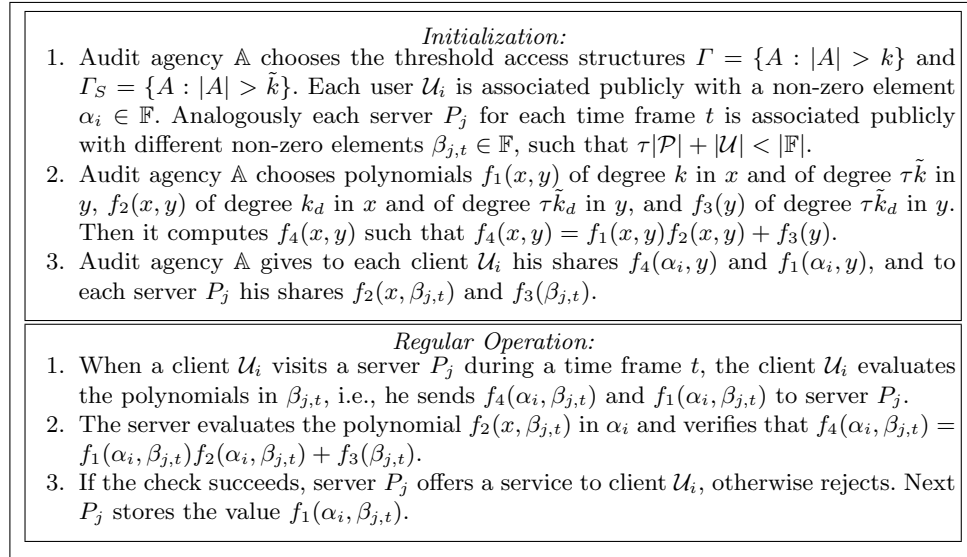 Initialization:
1. Audit agency 𝔸 chooses the threshold access structures Γ = {A : |A| > k} and
Γ_S = {A : |A| > k̃}. Each user 𝒰_i is associated publicly with a non-zero element
α_i ∈ 𝔽. Analogously each server P_j for each time frame t is associated publicly
with different non-zero elements β_{j,t} ∈ 𝔽, such that τ|𝒫| + |𝒰| < |𝔽|.
2. Audit agency 𝔸 chooses polynomials f_1(x, y) of degree k in x and of degree τk̃ in
y, f_2(x, y) of degree k_d in x and of degree τk̃_d in y, and f_3(y) of degree τk̃_d in y.
Then it computes f_4(x, y) such that f_4(x, y) = f_1(x, y)f_2(x, y) + f_3(y).
3. Audit agency 𝔸 gives to each client 𝒰_i his shares f_4(α_i, y) and f_1(α_i, y), and to
each server P_j his shares f_2(x, β_{j,t}) and f_3(β_{j,t}).
Regular Operation:
1. When a client 𝒰_i visits a server P_j during a time frame t, the client 𝒰_i evaluates
the polynomials in β_{j,t}, i.e., he sends f_4(α_i, β_{j,t}) and f_1(α_i, β_{j,t}) to server P_j.
2. The server evaluates the polynomial f_2(x, β_{j,t}) in α_i and verifies that f_4(α_i, β_{j,t}) =
f_1(α_i, β_{j,t})f_2(α_i, β_{j,t}) + f_3(β_{j,t}).
3. If the check succeeds, server P_j offers a service to client 𝒰_i, otherwise rejects. Next
P_j stores the value f_1(α_i, β_{j,t}).